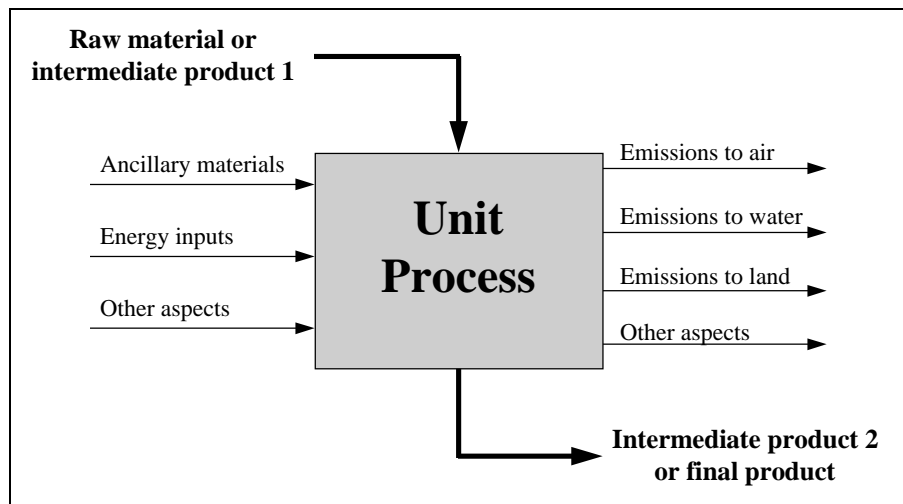 Raw material or
intermediate product 1
Ancillary materials
Energy inputs
Other aspects
Unit
Process
Emissions to air
Emissions to water
Emissions to land
Other aspects
Intermediate product 2
or final product